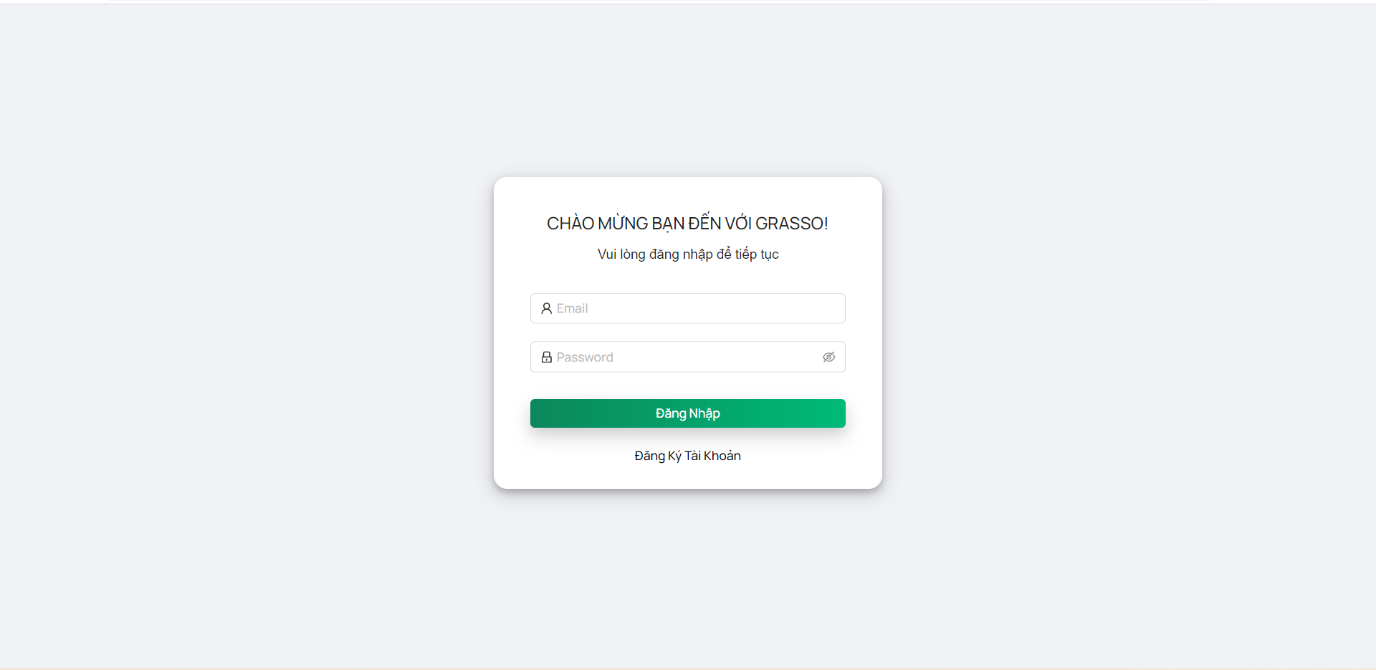 CHÀO MỪNG BẠN ĐẾN VỚI GRASSO!
Vui lòng đăng nhập để tiếp tục
Email
Password
Đăng Nhập
Đăng Ký Tài Khoản